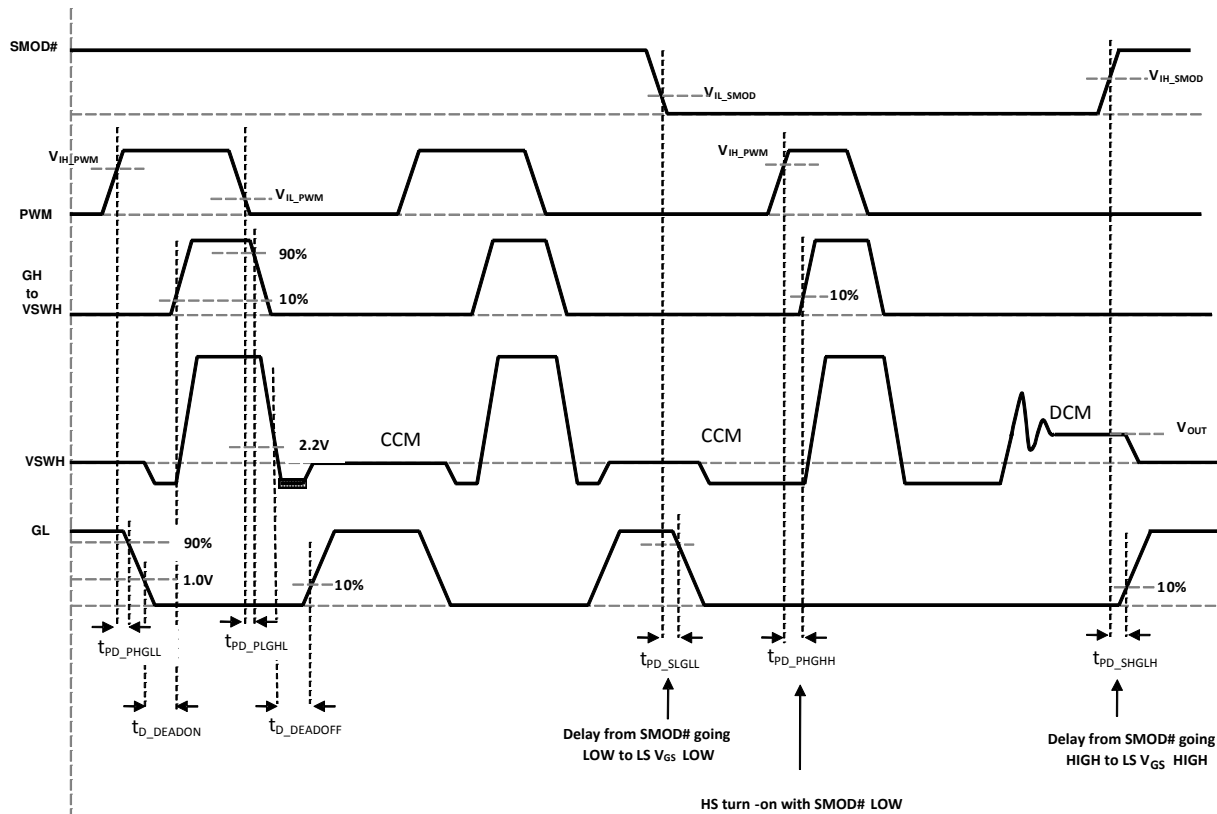 SMOD#
V_IH_SMOD
V_IL_SMOD
V_IH_PWM
V_IH_PWM
V_IL_PWM
PWM
90%
GH
to
VSWH
10%
10%
DCM
V_OUT
CCM
CCM
2.2V
VSWH
GL
90%
1.0V
10%
10%
t_PD_PHGLL
t_PD_PLGHL
t_PD_SLGLL
t_PD_PHGHH
t_PD_SHGLH
t_D_DEADON
t_D_DEADOFF
Delay from SMOD# going
LOW to LS V_GS LOW
Delay from SMOD# going
HIGH to LS V_GS HIGH
HS turn -on with SMOD# LOW